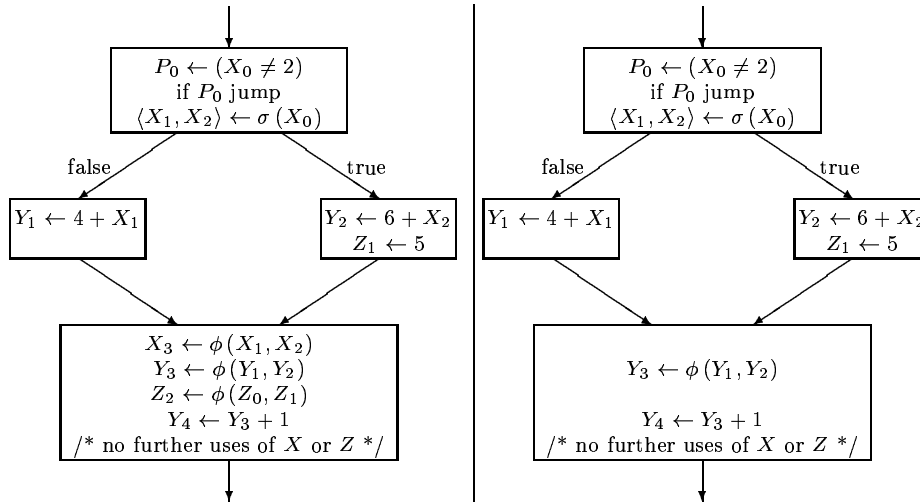 P₀ ← (X₀ ≠ 2)
if P₀ jump
⟨X₁, X₂⟩ ← σ (X₀)
false
true
Y₁ ← 4 + X₁
Y₂ ← 6 + X₂
Z₁ ← 5
X₃ ← φ (X₁, X₂)
Y₃ ← φ (Y₁, Y₂)
Z₂ ← φ (Z₀, Z₁)
Y₄ ← Y₃ + 1
/* no further uses of X or Z */
P₀ ← (X₀ ≠ 2)
if P₀ jump
⟨X₁, X₂⟩ ← σ (X₀)
false
true
Y₁ ← 4 + X₁
Y₂ ← 6 + X₂
Z₁ ← 5
Y₃ ← φ (Y₁, Y₂)
Y₄ ← Y₃ + 1
/* no further uses of X or Z */